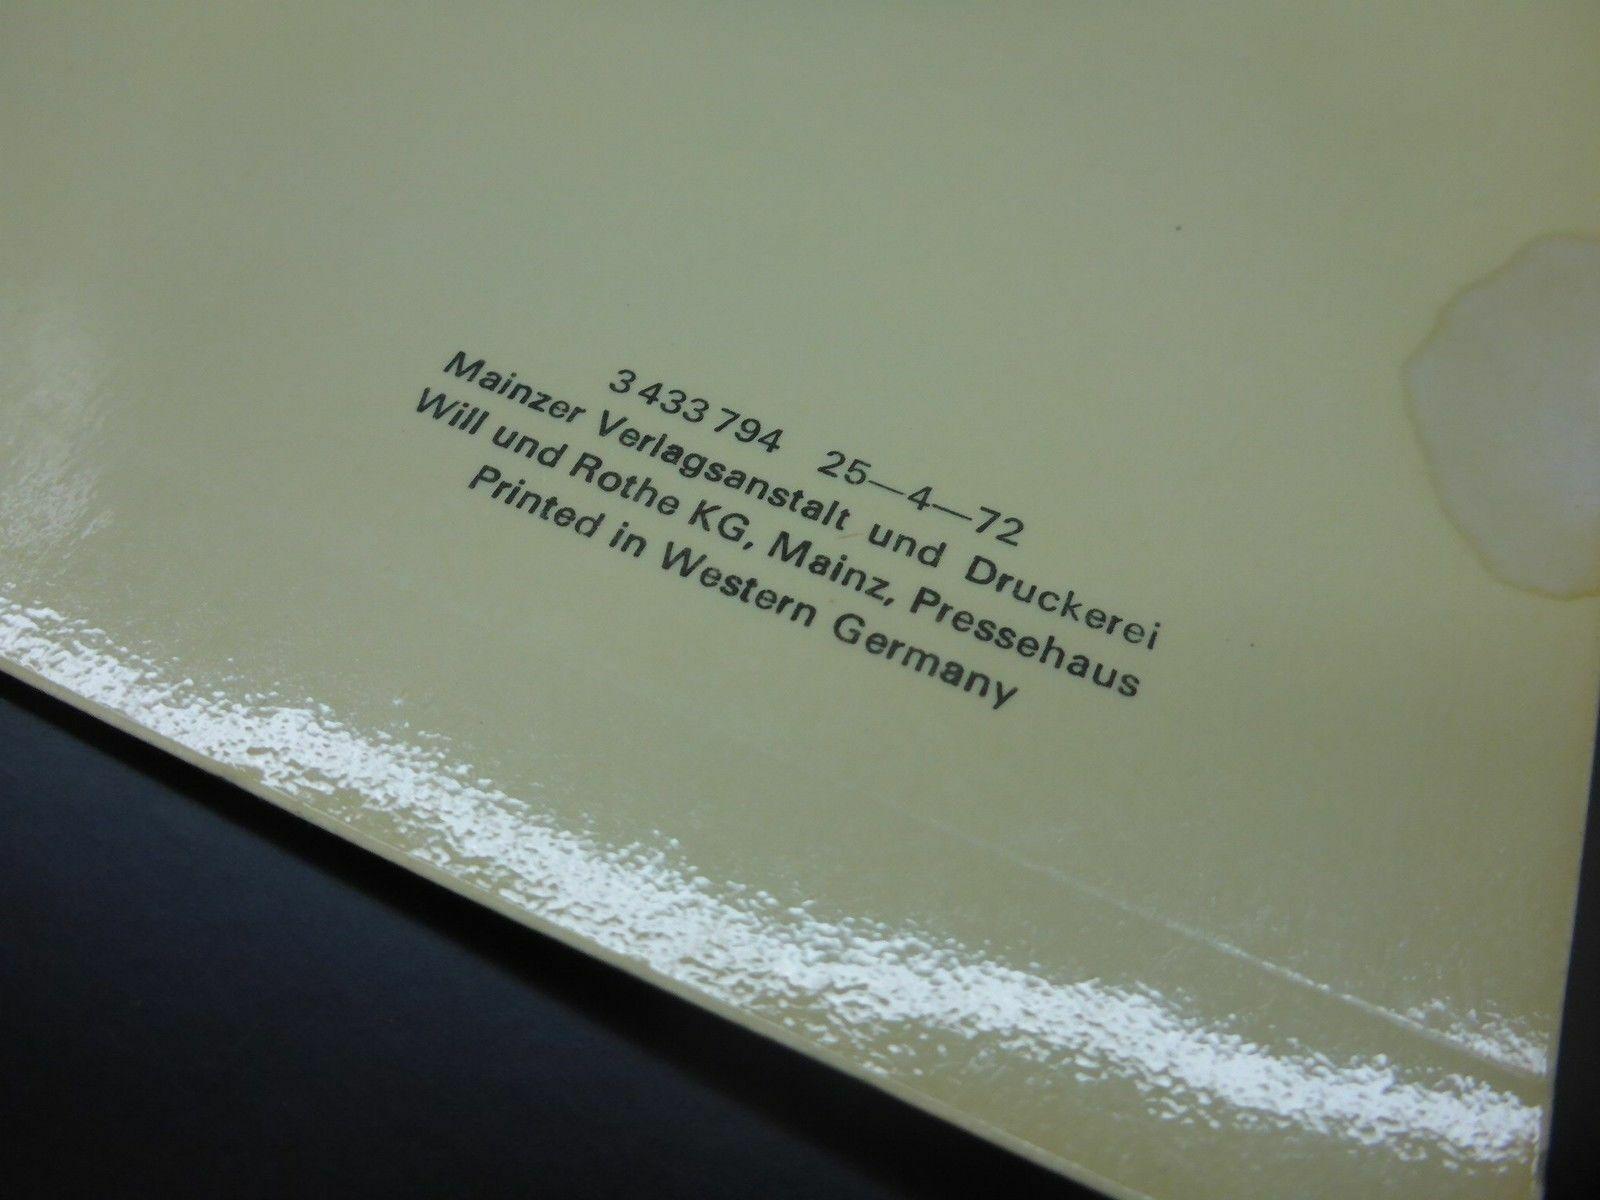 3 433 794 25—4—72
Mainzer Verlagsanstalt und Druckerei
Will und Rothe KG, Mainz, Pressehaus
Printed in Western Germany